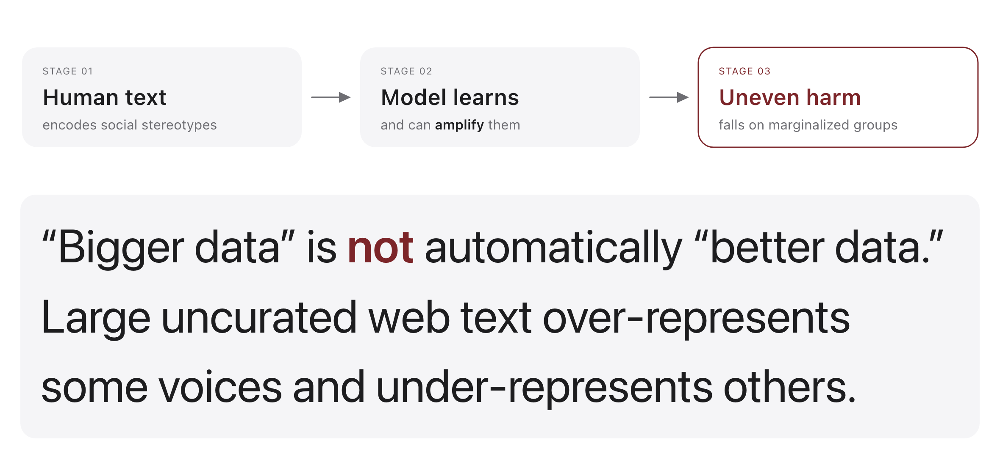 STAGE 01
Human text
encodes social stereotypes
STAGE 02
Model learns
and can amplify them
STAGE 03
Uneven harm
falls on marginalized groups
“Bigger data” is not automatically “better data.”
Large uncurated web text over-represents
some voices and under-represents others.